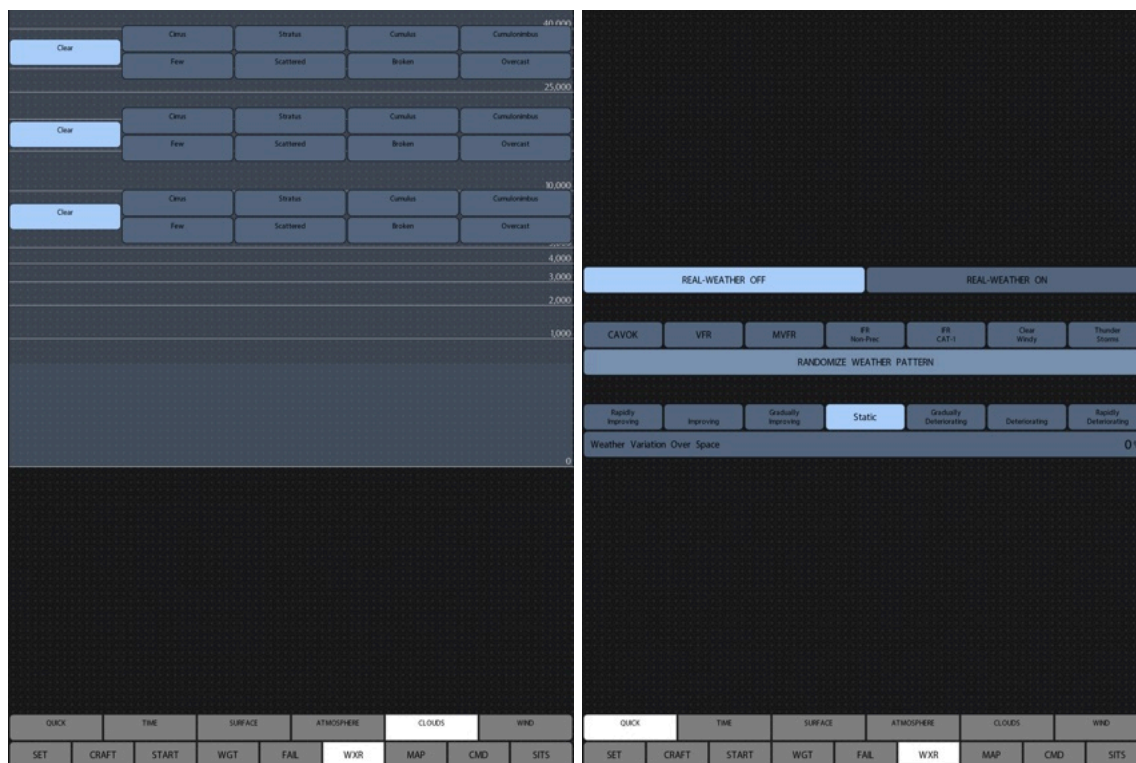 40,000
Cirrus Stratus Cumulus Cumulonimbus
Clear
Few Scattered Broken Overcast
25,000
Cirrus Stratus Cumulus Cumulonimbus
Clear
Few Scattered Broken Overcast
10,000
Cirrus Stratus Cumulus Cumulonimbus
Clear
Few Scattered Broken Overcast
4,000
3,000
2,000
1,000
0
QUICK TIME SURFACE ATMOSPHERE CLOUDS WIND
SET CRAFT START WGT FAIL WXR MAP CMD SITS
REAL-WEATHER OFF REAL-WEATHER ON
CAVOK VFR MVFR IFR Non-Prec IFR CAT-1 Clear Windy Thunder Storms
RANDOMIZE WEATHER PATTERN
Rapidly Improving Improving Gradually Improving Static Gradually Deteriorating Deteriorating Rapidly Deteriorating
Weather Variation Over Space 0
QUICK TIME SURFACE ATMOSPHERE CLOUDS WIND
SET CRAFT START WGT FAIL WXR MAP CMD SITS